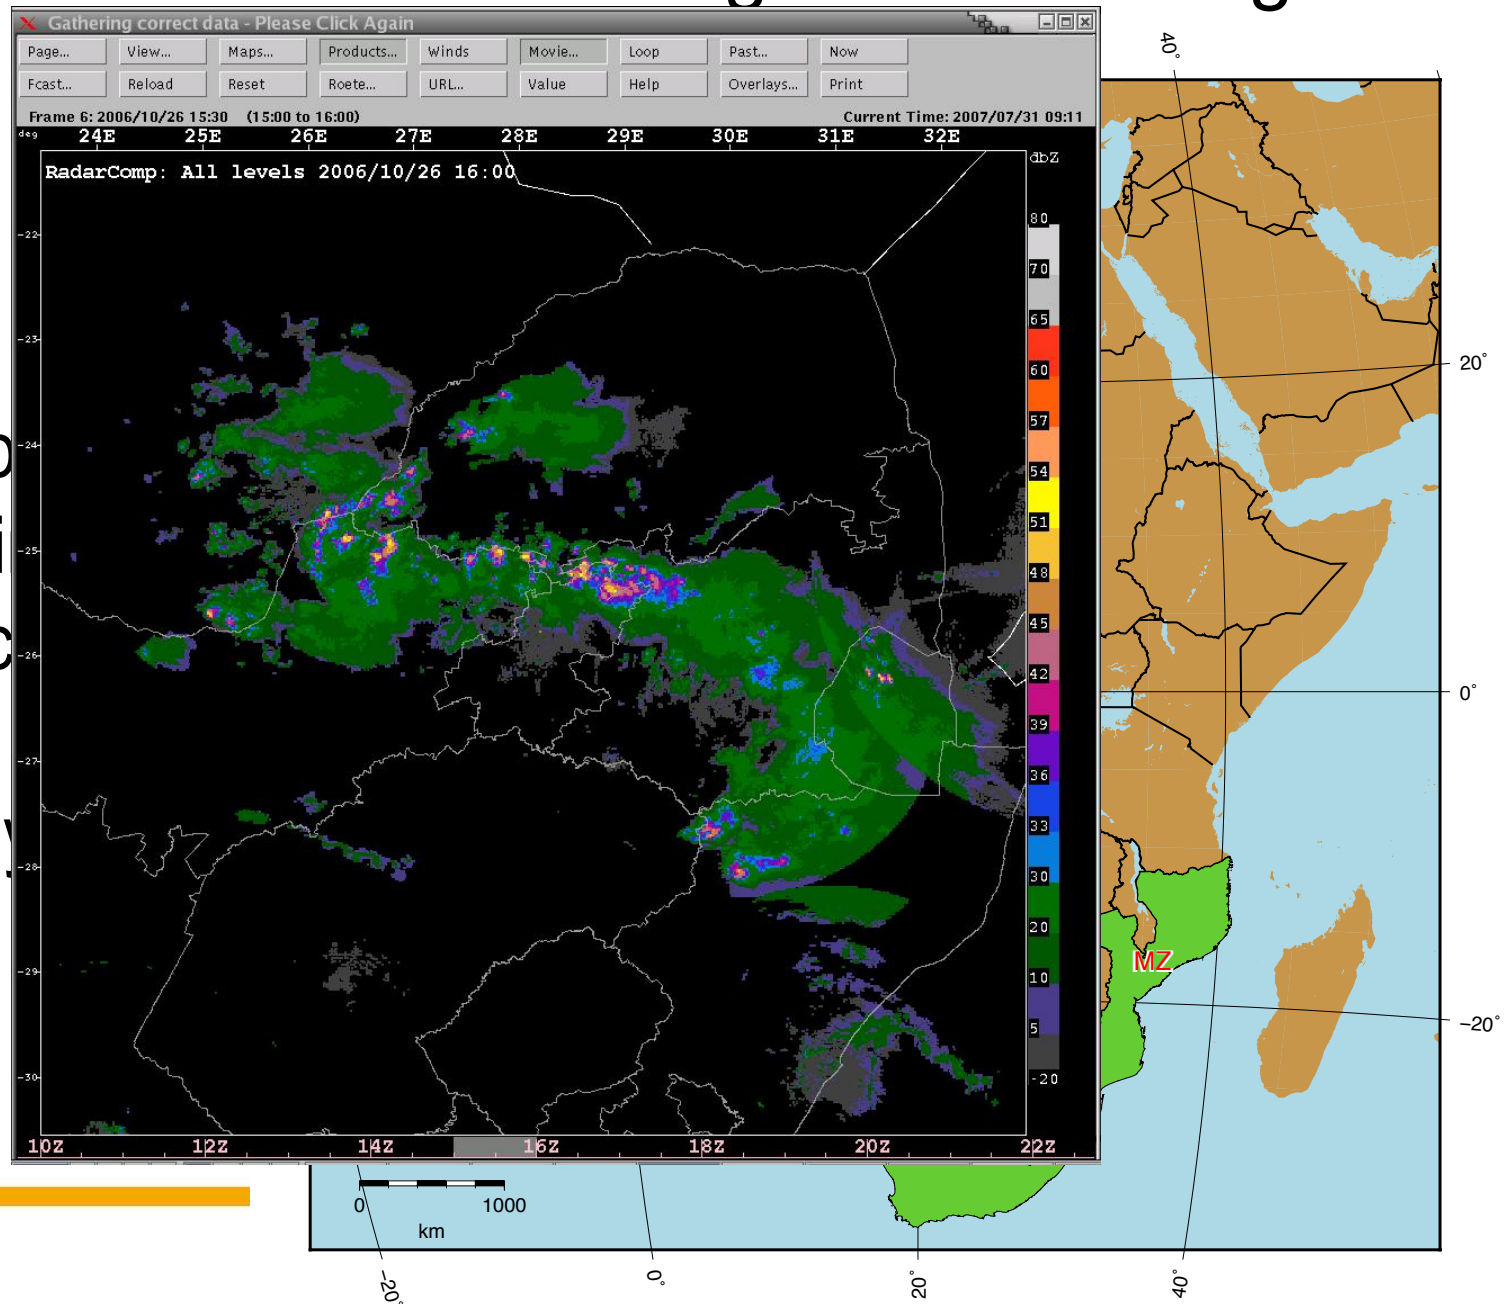 Gathering correct data - Please Click Again
Page... View... Maps... Products... Winds Movie... Loop Past... Now
Fcast... Reload Reset Roete... URL... Value Help Overlays... Print
Frame 6: 2006/10/26 15:30 (15:00 to 16:00) Current Time: 2007/07/31 09:11
deg 24E 25E 26E 27E 28E 29E 30E 31E 32E
dbZ
RadarComp: All levels 2006/10/26 16:00
80
70
65
60
57
54
51
48
45
42
39
36
33
30
20
10
5
-20
-22
-23
-24
-25
-26
-27
-28
-29
-30
10Z 12Z 14Z 16Z 18Z 20Z 22Z
40°
20°
0°
MZ
-20°
0 1000
km
-20° 0° 20° 40°